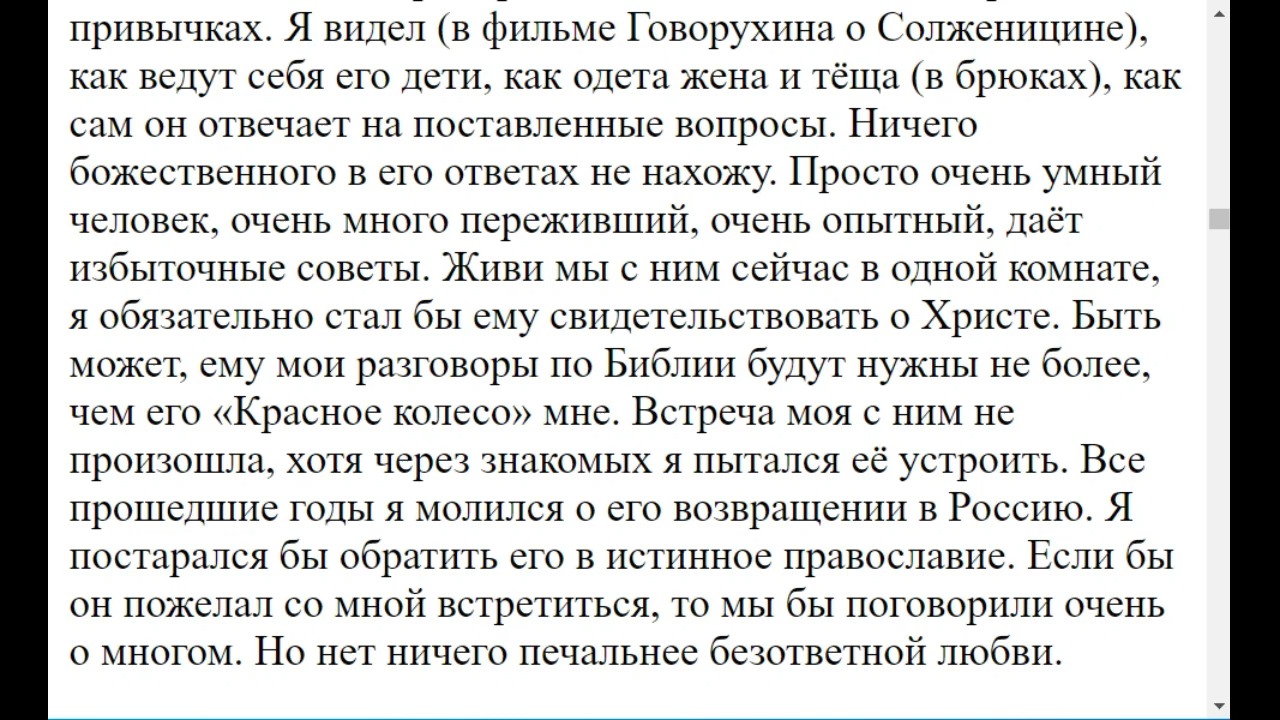 привычках. Я видел (в фильме Говорухина о Солженицине),
как ведут себя его дети, как одета жена и тёща (в брюках), как
сам он отвечает на поставленные вопросы. Ничего
божественного в его ответах не нахожу. Просто очень умный
человек, очень много переживший, очень опытный, даёт
избыточные советы. Живи мы с ним сейчас в одной комнате,
я обязательно стал бы ему свидетельствовать о Христе. Быть
может, ему мои разговоры по Библии будут нужны не более,
чем его «Красное колесо» мне. Встреча моя с ним не
произошла, хотя через знакомых я пытался её устроить. Все
прошедшие годы я молился о его возвращении в Россию. Я
постарался бы обратить его в истинное православие. Если бы
он пожелал со мной встретиться, то мы бы поговорили очень
о многом. Но нет ничего печальнее безответной любви.